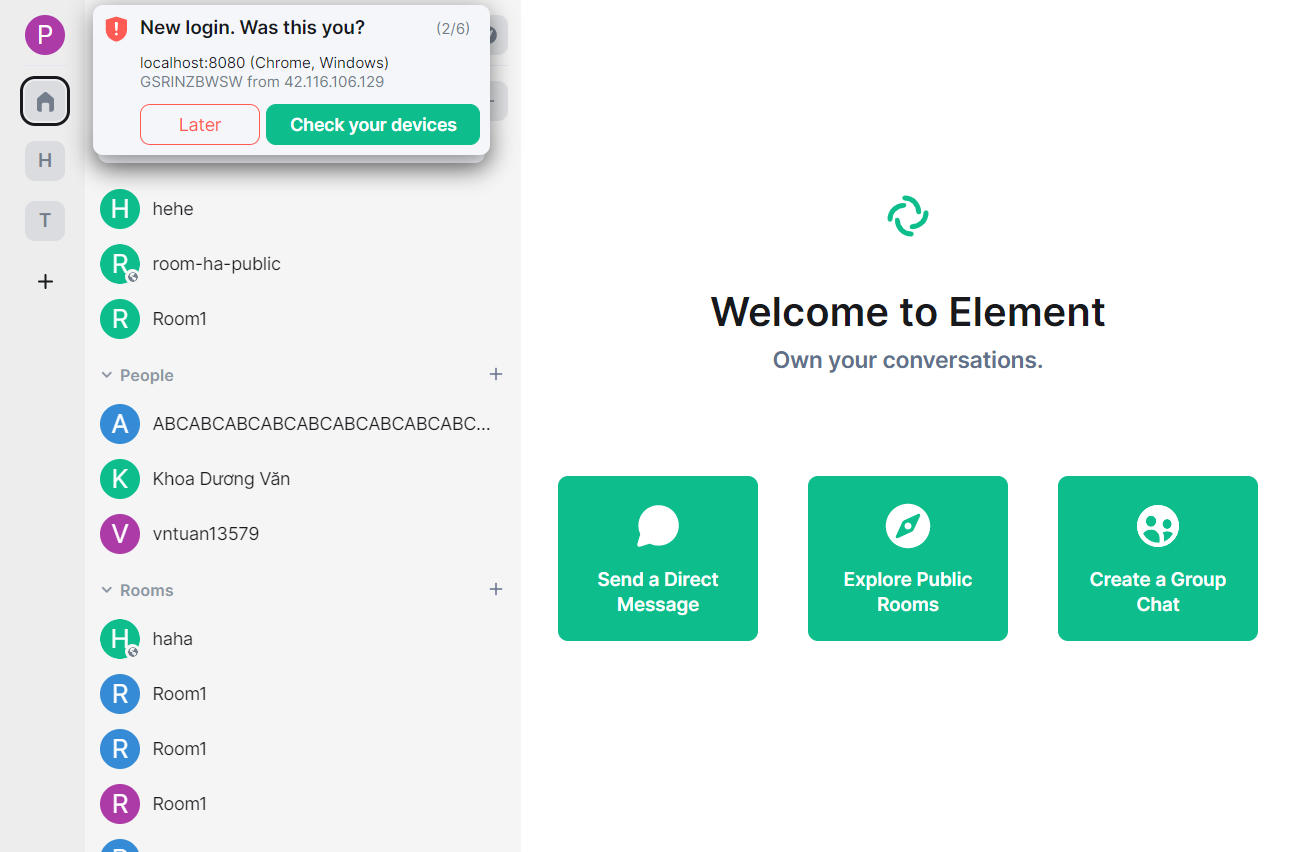 P
New login. Was this you?
(2/6)
localhost:8080 (Chrome, Windows)
GSRINZBWSW from 42.116.106.129
Later
Check your devices
H
T
H
hehe
R
room-ha-public
R
Room1
People
A
ABCABCABCABCABCABCABCABCABC...
K
Khoa Dương Văn
V
vntuan13579
Rooms
H
haha
R
Room1
R
Room1
R
Room1
Welcome to Element
Own your conversations.
Send a Direct
Message
Explore Public
Rooms
Create a Group
Chat